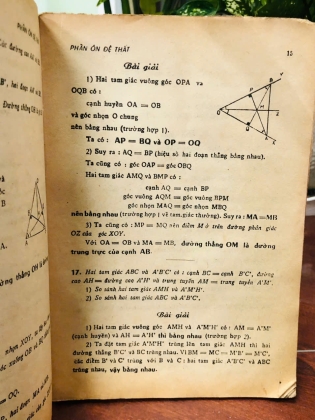 PHẦN ÔN ĐỀ THẤT
15
Bài giải
1) Hai tam giác vuông góc OPA và
OQB có :
cạnh huyền OA = OB
và góc nhọn O chung
nên bằng nhau (trường hợp 1).
Ta có : AP = BQ và OP = OQ
2) Suy ra : AQ = BP (hiệu số hai đoạn thẳng bằng nhau).
Ta cũng có : góc OAP = góc OBQ
Hai tam giác AMQ và BMP có :
cạnh AQ = cạnh BP
góc vuông AQM = góc vuông BPM
góc nhọn MAQ = góc nhọn MBQ
nên bằng nhau (trường hợp 1 về tam giác thường). Suy ra : MA = MB
3) Ta cũng có : MP = MQ nên điểm M ở trên đường phân giác
OZ của góc XOY.
Với OA = OB và MA = MB, đường thẳng OM là đường
trung trực của cạnh AB.
17. Hai tam giác ABC và A'B'C' có : cạnh BC = cạnh B'C', đường
cao AH = đường cao A'H' và trung tuyến AM = trung tuyến A'M'.
1) So sánh hai tam giác AMH và A'M'H'.
2) So sánh hai tam giác ABC và A'B'C'.
Bài giải
1) Hai tam giác vuông góc AMH và A'M'H' có : AM = A'M'
(cạnh huyền) và AH = A'H' thì bằng nhau (trường hợp 2).
2) Ta đặt tam giác A'M'H' trùng lên tam giác AMH thì hai
đường thẳng B'C' và BC trùng nhau. Vì BM = MC = M'B' = M'C',
các điểm B' và C' trùng với B và C : hai tam giác A'B'C' và ABC
trùng nhau, vậy bằng nhau.